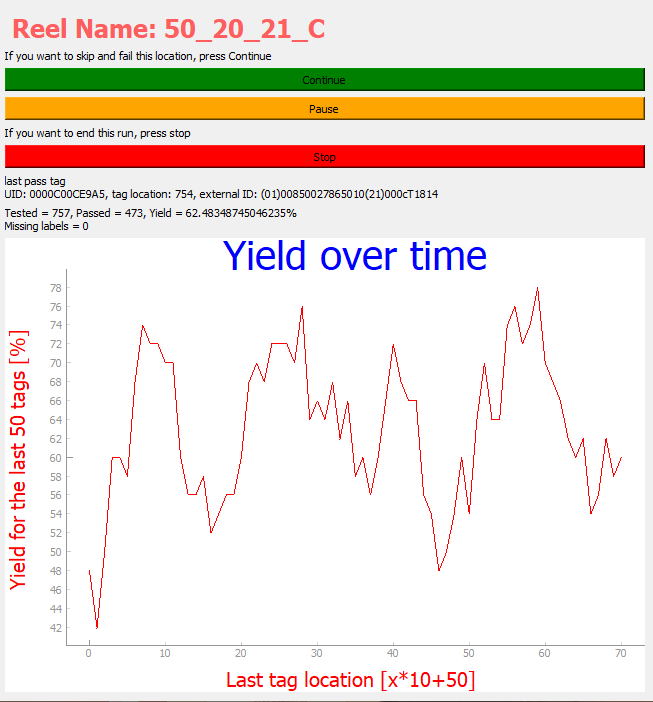 Reel Name: 50_20_21_C
If you want to skip and fail this location, press Continue
Continue
Pause
If you want to end this run, press stop
Stop
last pass tag
UID: 0000C00CE9A5, tag location: 754, external ID: (01)00850027865010(21)000cT1814
Tested = 757, Passed = 473, Yield = 62.48348745046235%
Missing labels = 0
Yield over time
Yield for the last 50 tags [%]
78
76
74
72
70
68
66
64
62
60
58
56
54
52
50
48
46
44
42
0 10 20 30 40 50 60 70
Last tag location [x*10+50]